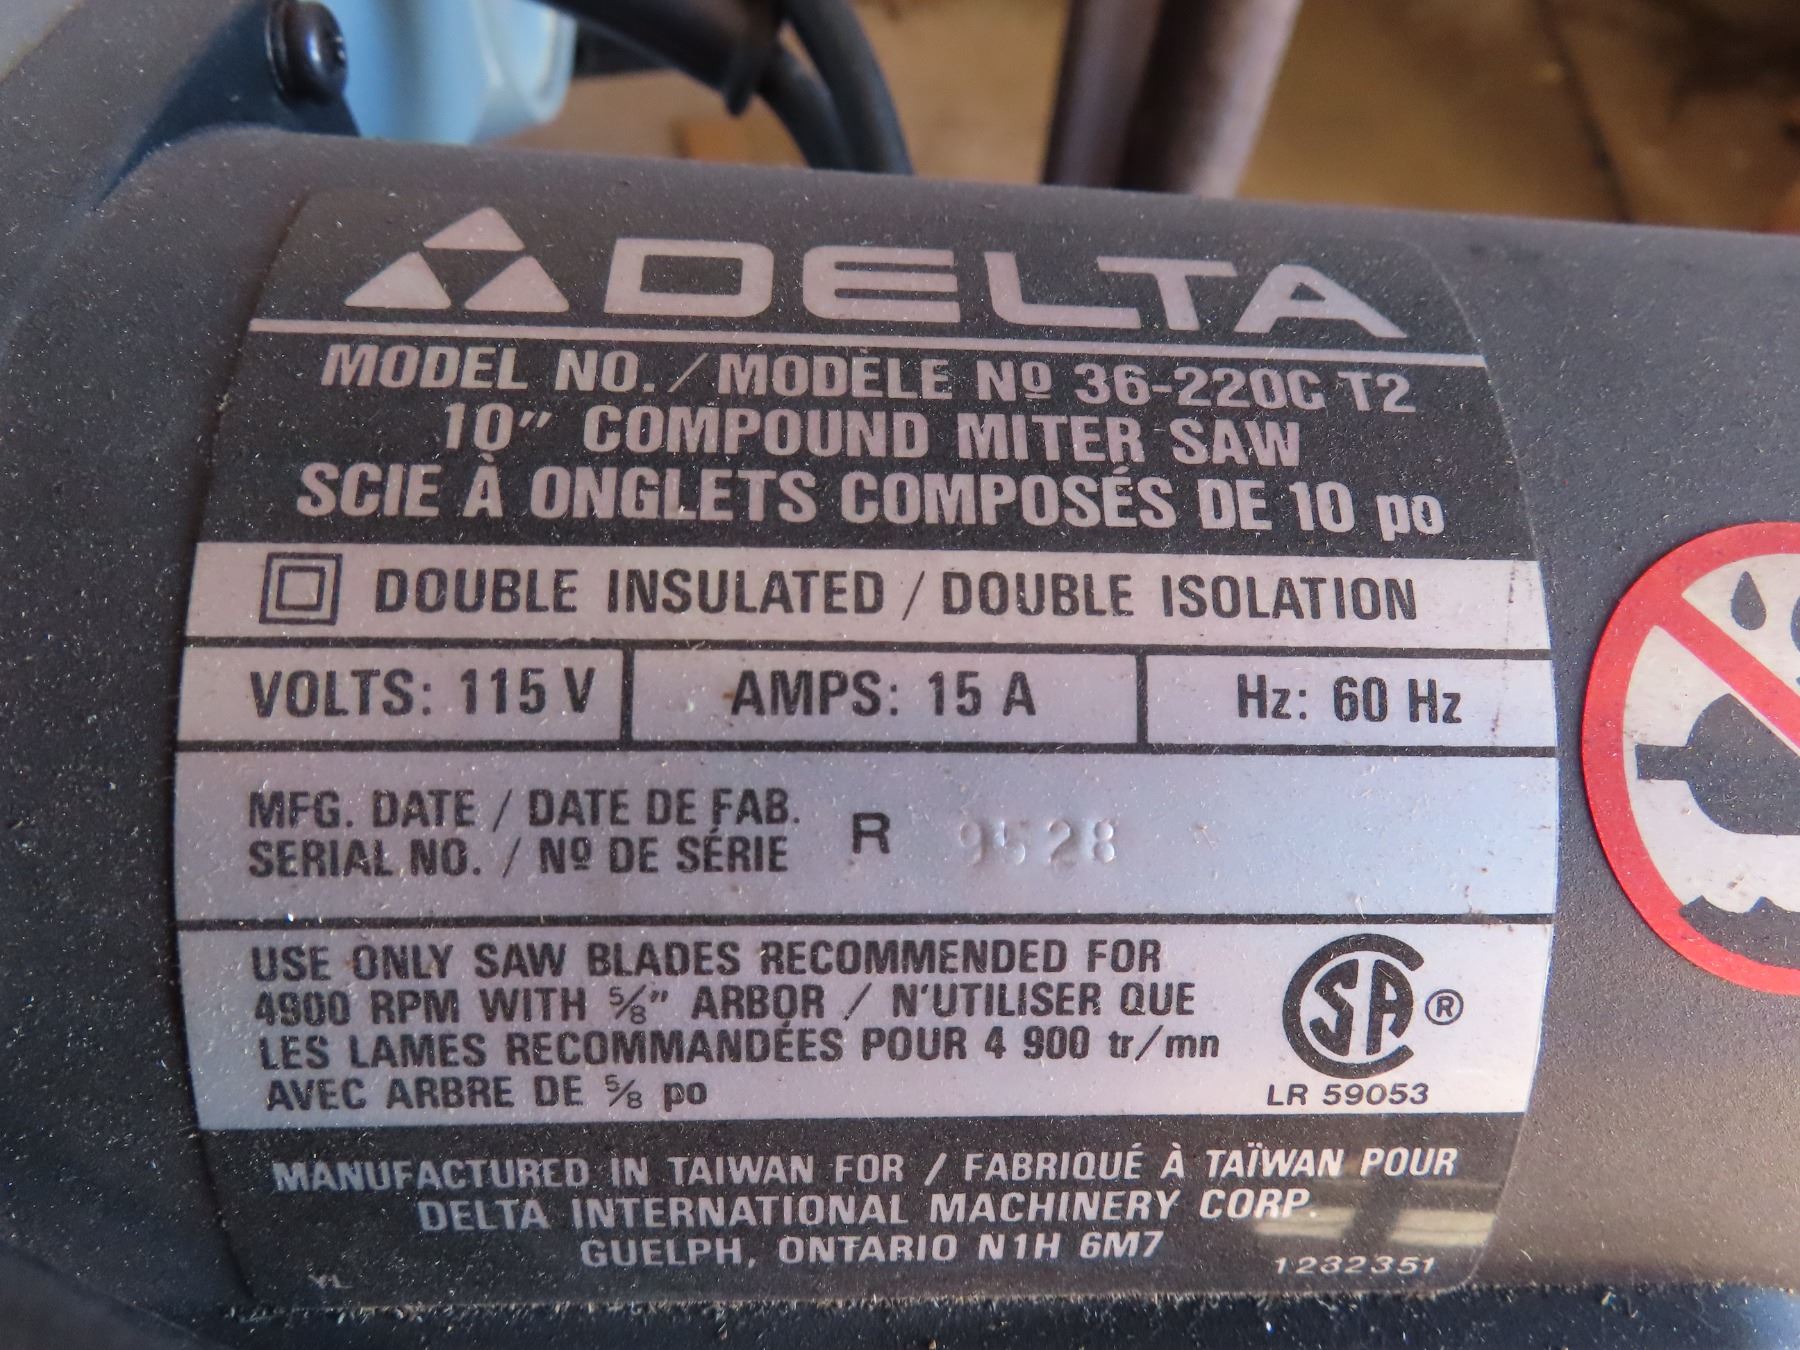 DELTA
MODEL NO. / MODÈLE Nº 36-220C T2
10" COMPOUND MITER SAW
SCIE À ONGLETS COMPOSÉS DE 10 po
DOUBLE INSULATED / DOUBLE ISOLATION
VOLTS: 115 V AMPS: 15 A Hz: 60 Hz
MFG. DATE / DATE DE FAB.
SERIAL NO. / Nº DE SÉRIE R 9528
USE ONLY SAW BLADES RECOMMENDED FOR
4900 RPM WITH 5/8" ARBOR / N'UTILISER QUE
LES LAMES RECOMMANDÉES POUR 4 900 tr/mn
AVEC ARBRE DE 5/8 po
SA ®
LR 59053
MANUFACTURED IN TAIWAN FOR / FABRIQUÉ À TAÏWAN POUR
DELTA INTERNATIONAL MACHINERY CORP.
GUELPH, ONTARIO N1H 6M7
YL 1232351